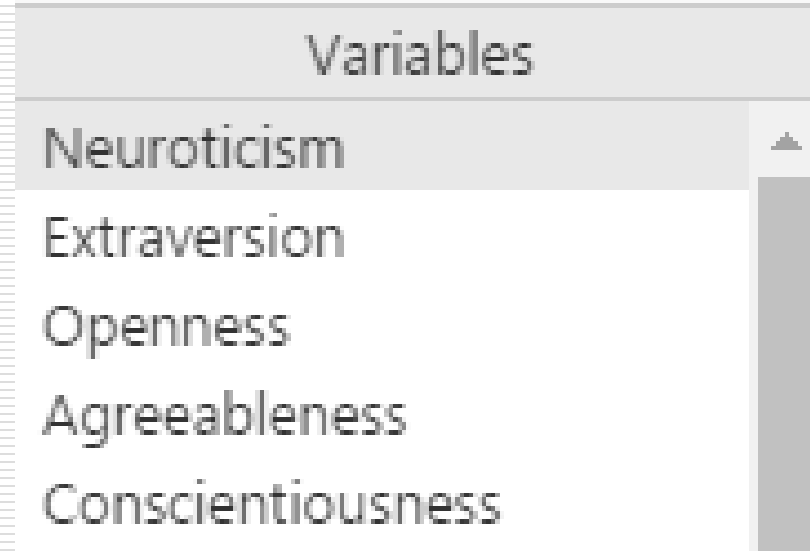 Variables
Neuroticism
Extraversion
Openness
Agreeableness
Conscientiousness